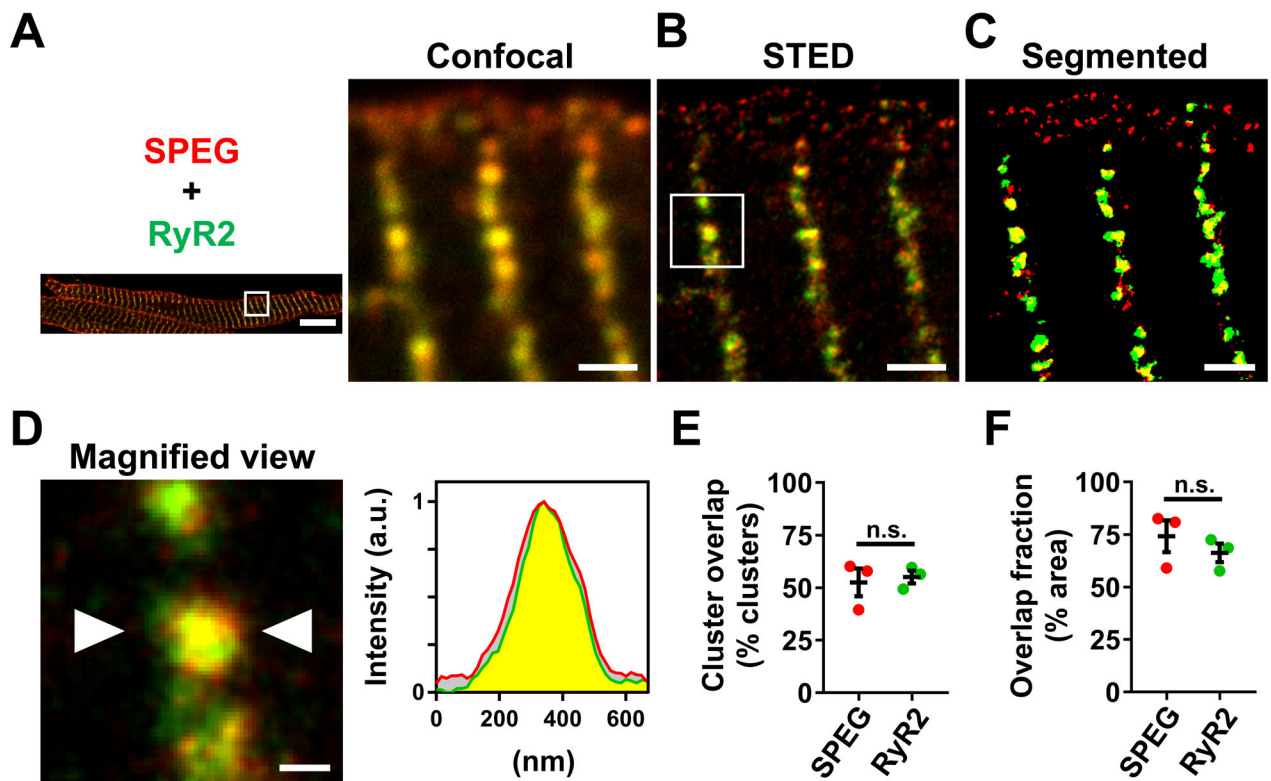 A
SPEG
+
RyR2
Confocal
B
STED
C
Segmented
D
Magnified view
Intensity (a.u.)
1
0
0
200
400
600
(nm)
E
Cluster overlap
(% clusters)
100
75
50
25
0
n.s.
SPEG
RyR2
F
Overlap fraction
(% area)
100
75
50
25
0
n.s.
SPEG
RyR2